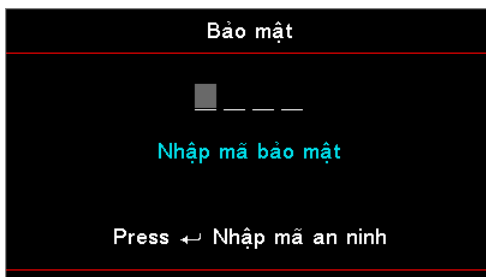 Bảo mật
_ _ _ _
Nhập mã bảo mật
Press ↵ Nhập mã an ninh